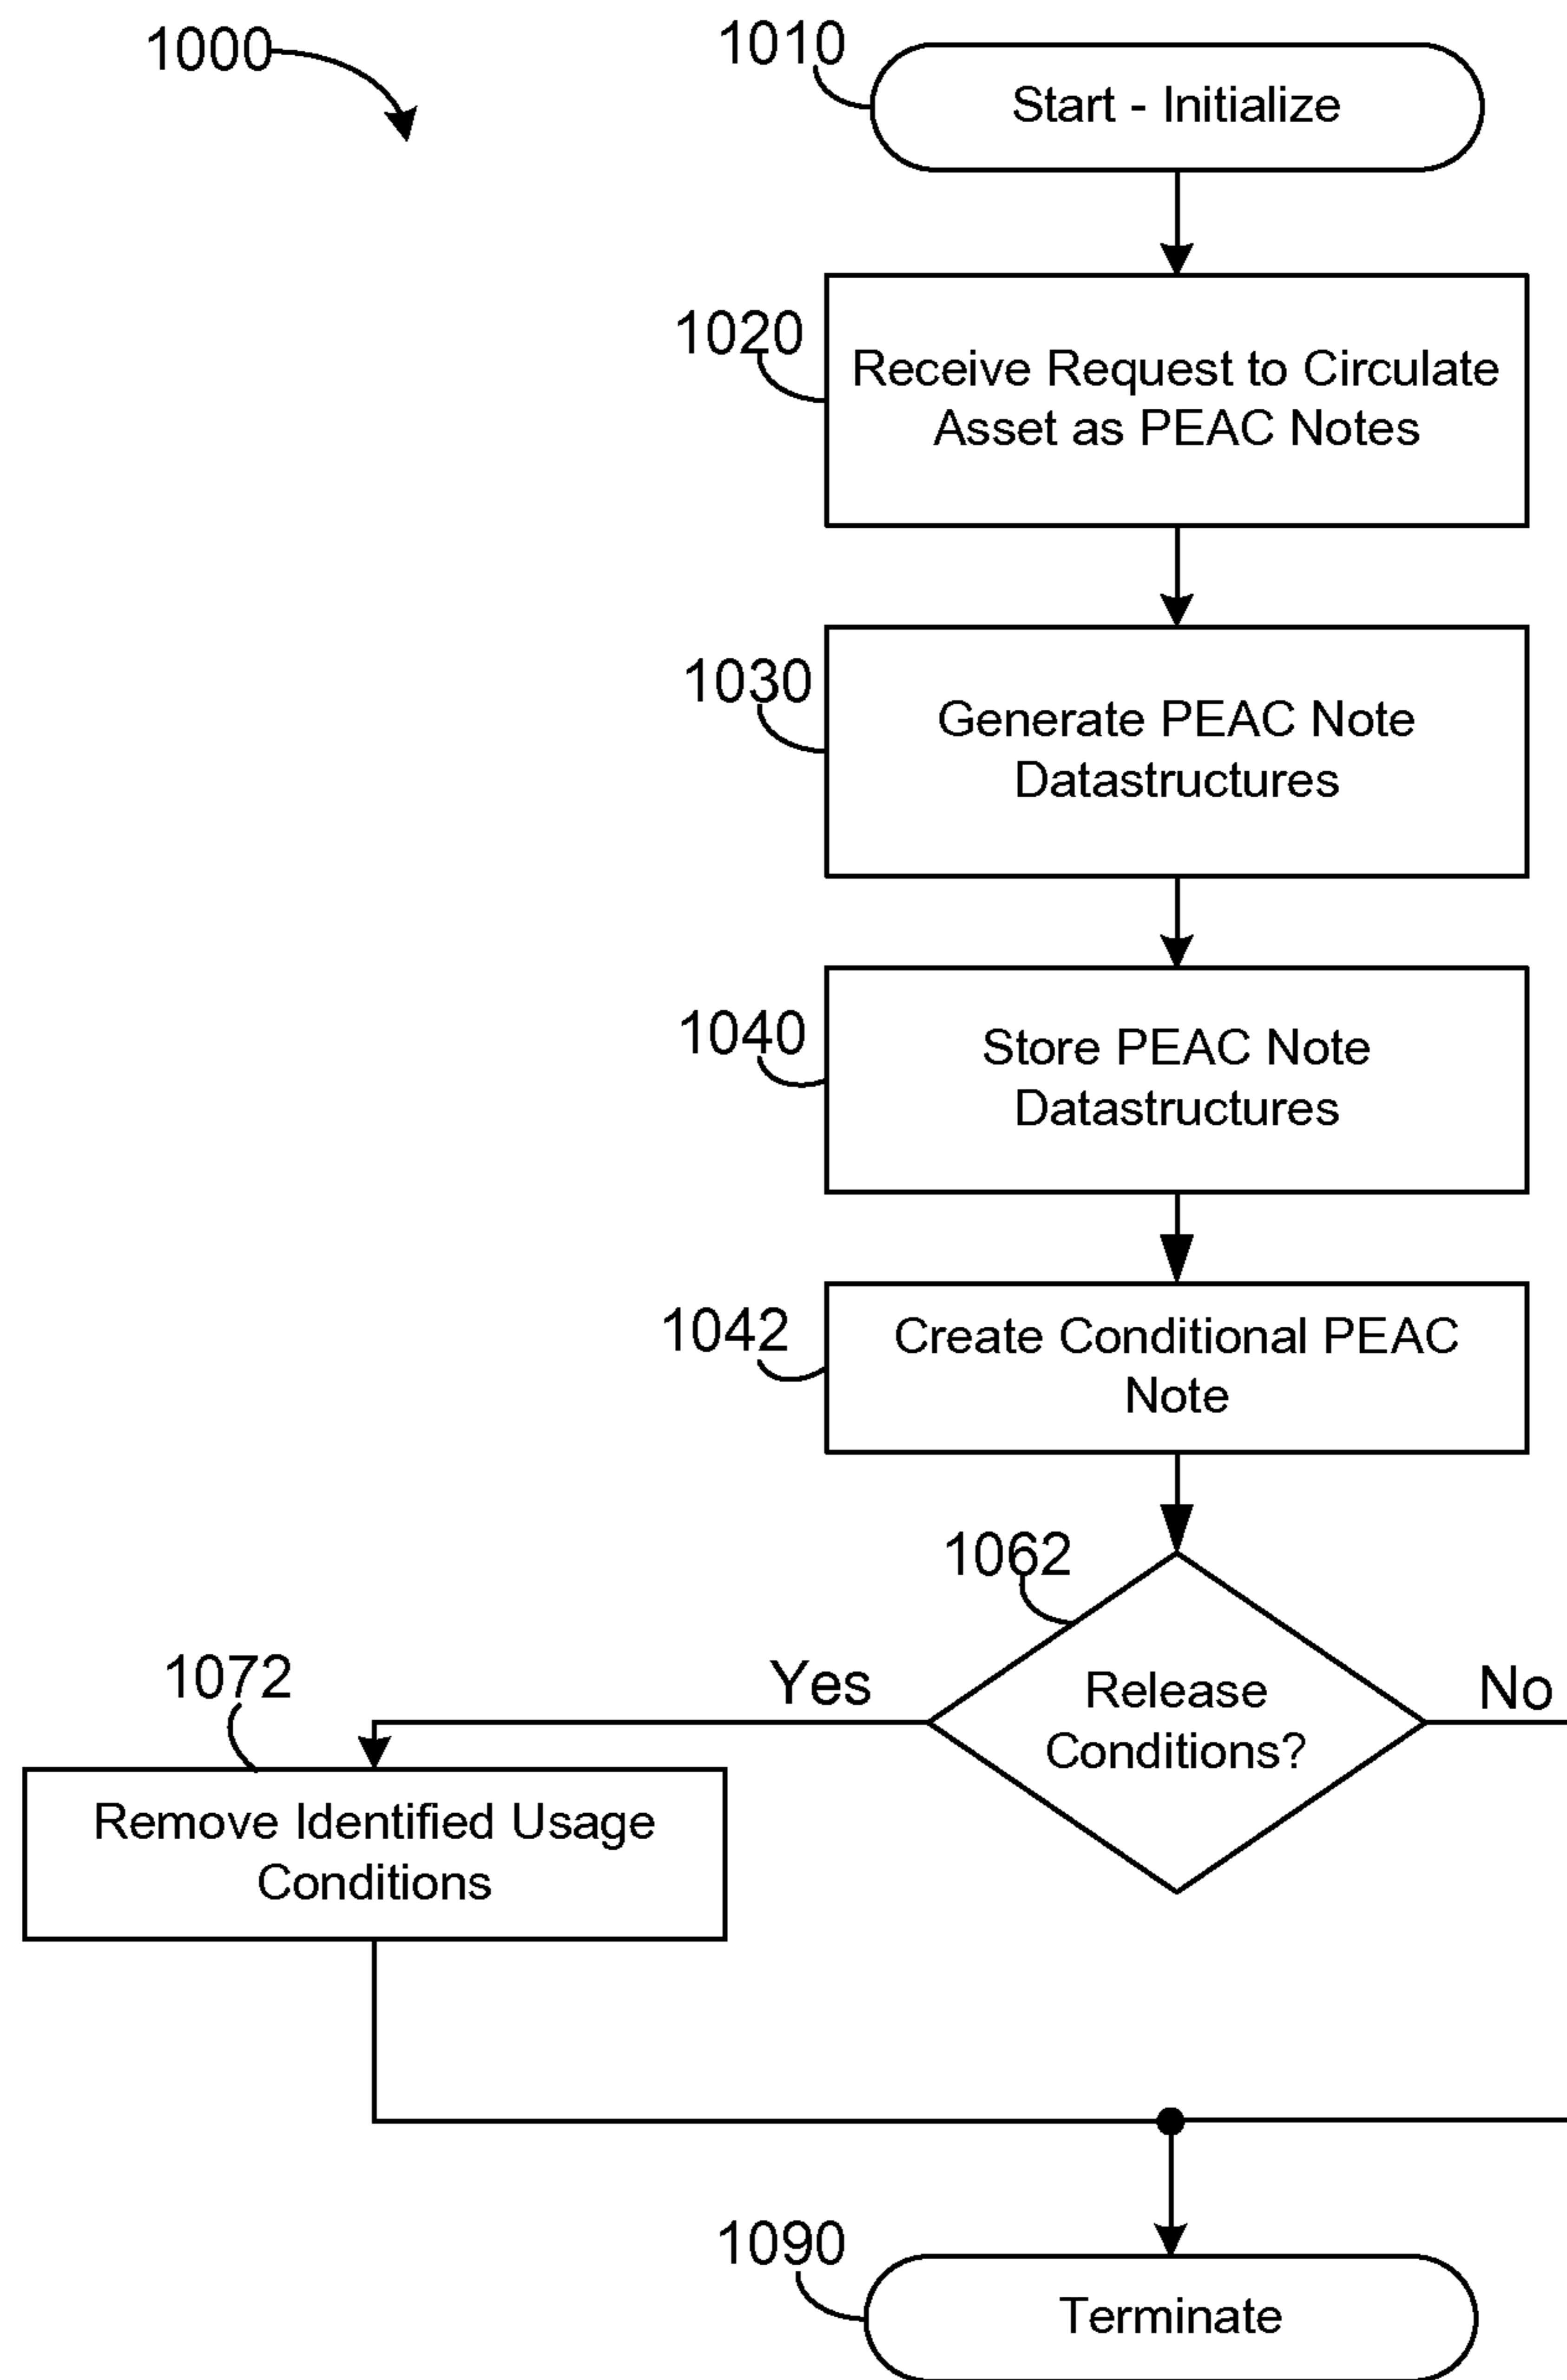 1000
1010
Start - Initialize
1020
Receive Request to Circulate
Asset as PEAC Notes
1030
Generate PEAC Note
Datastructures
1040
Store PEAC Note
Datastructures
1042
Create Conditional PEAC
Note
1062
Release
Conditions?
Yes
No
1072
Remove Identified Usage
Conditions
1090
Terminate